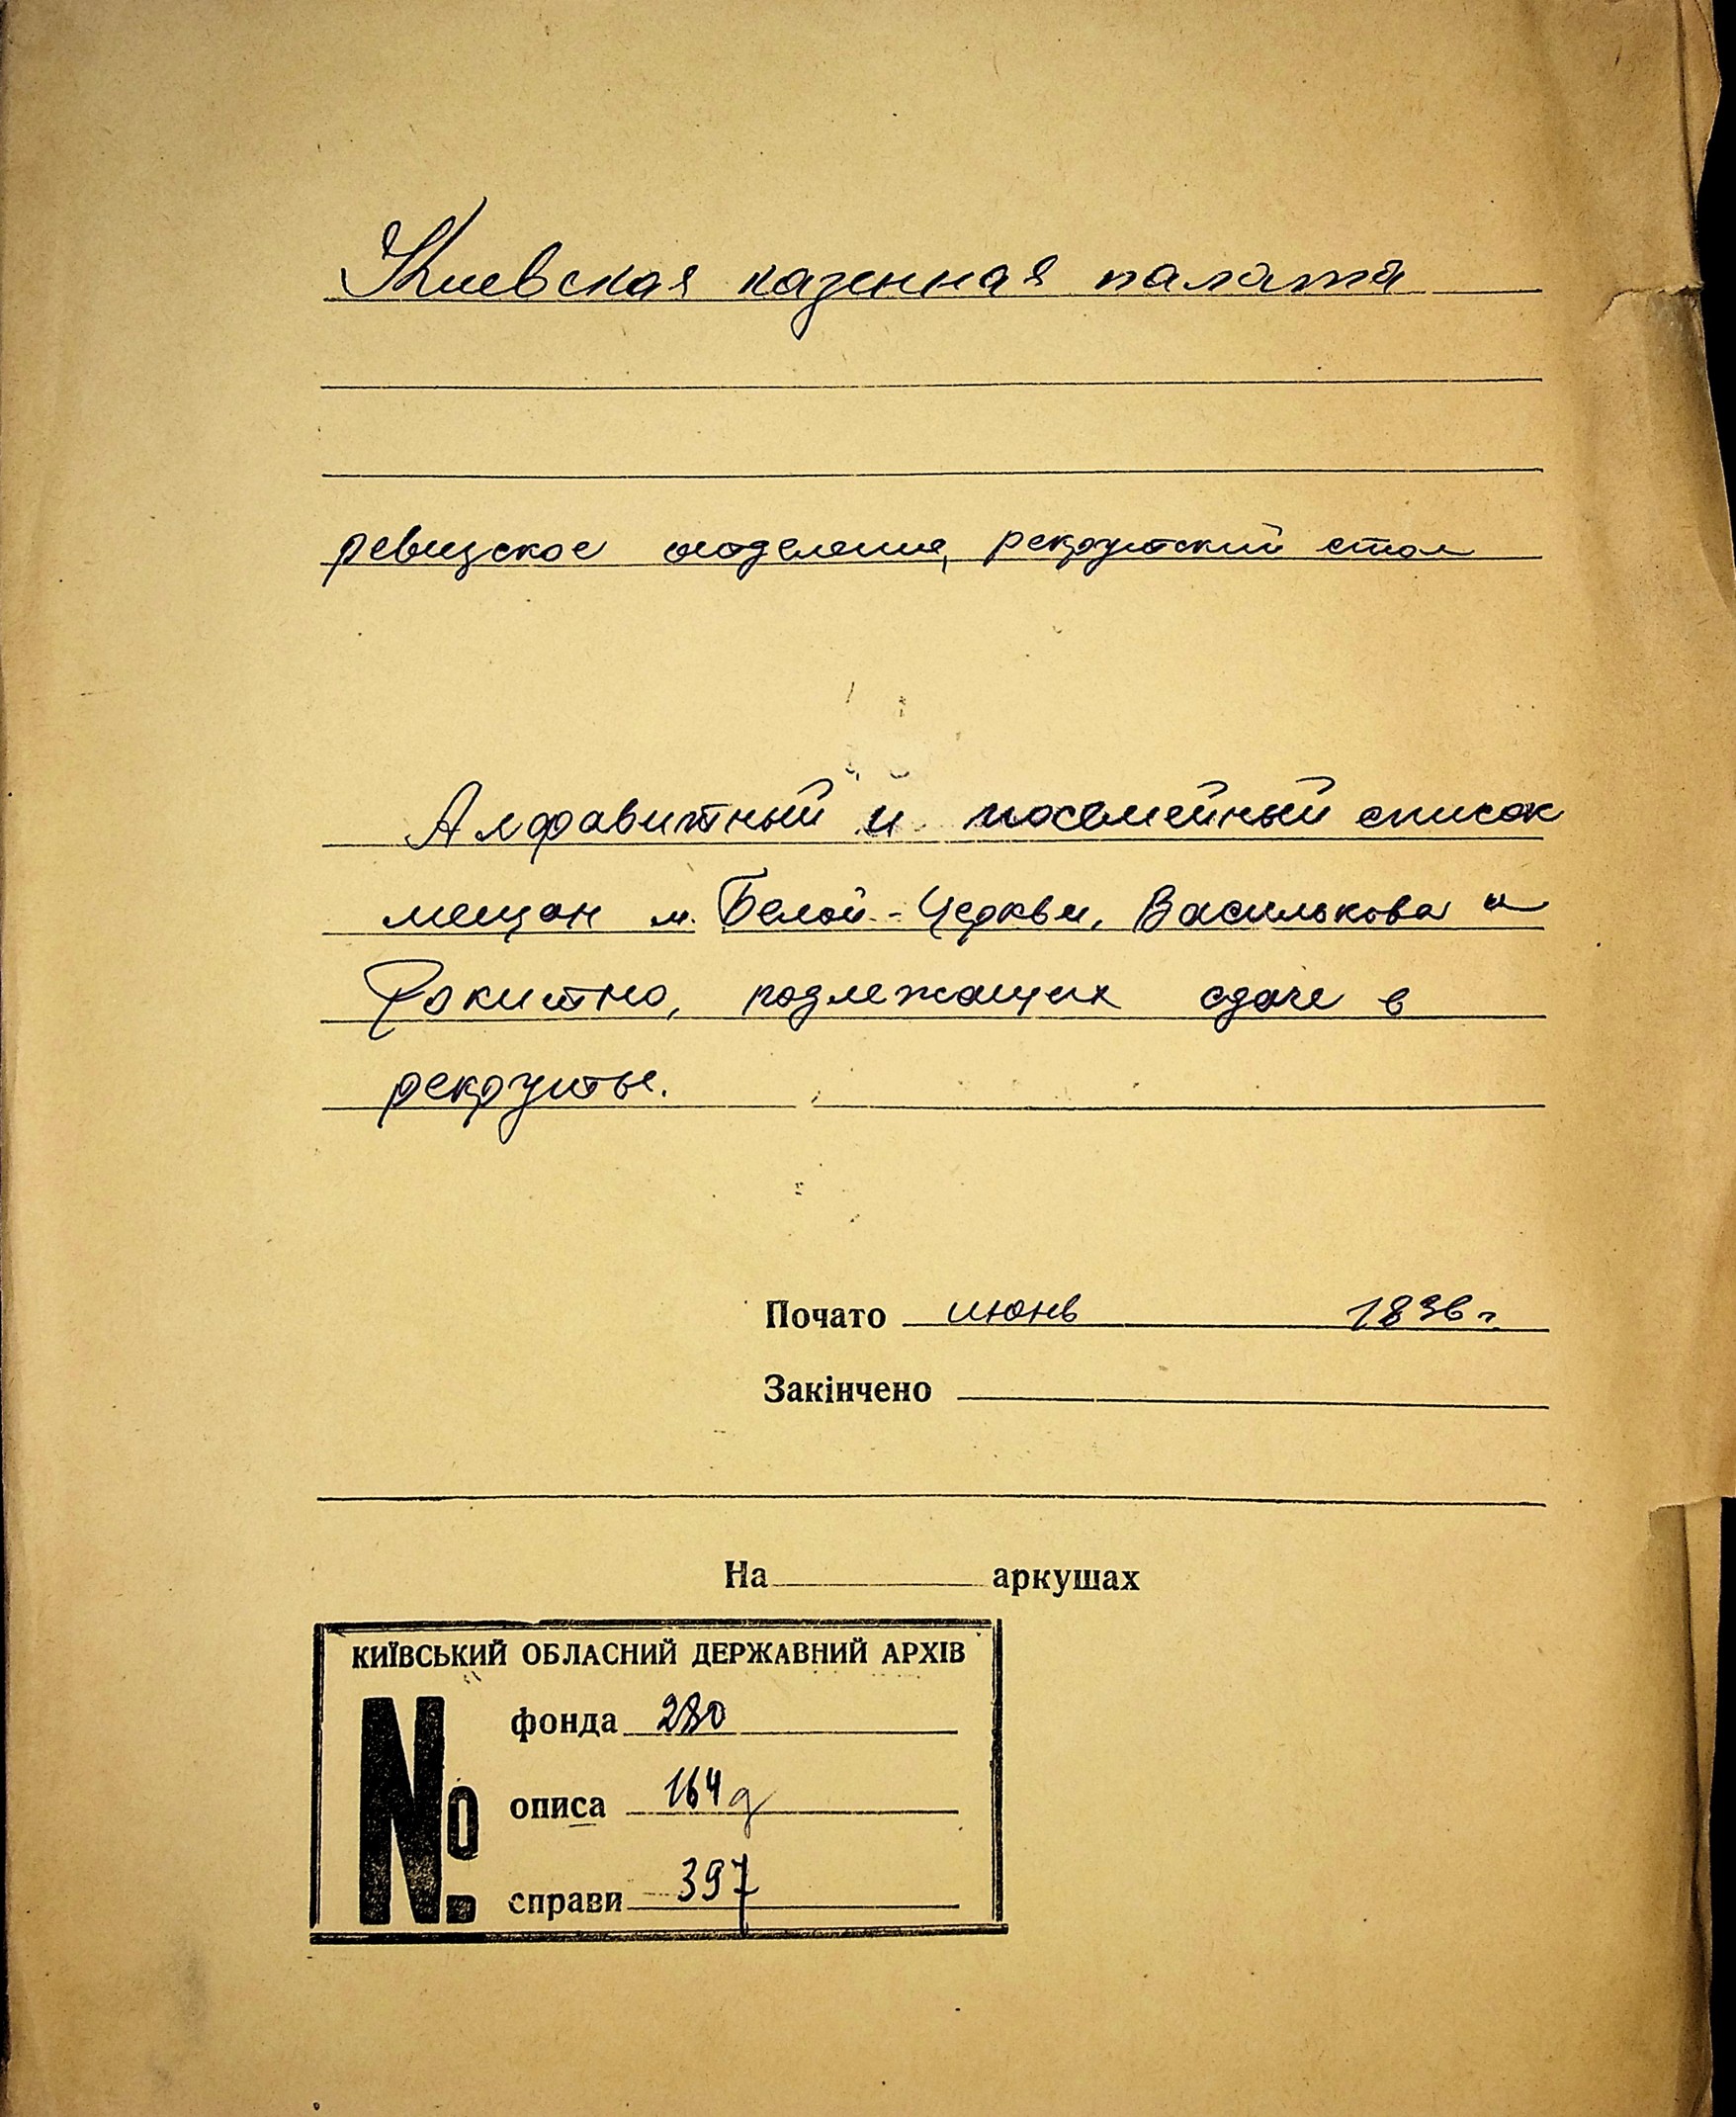 Киевская казенная палата
ревизское отделение, рекрутский стол
Алфавитный и посемейный список
мещан м. Белой-Церкви, Василькова и
Рокитно, подлежащих сдаче в
рекруты.
Почато июнь 1836 г.
Закінчено
На аркушах
КИЇВСЬКИЙ ОБЛАСНИЙ ДЕРЖАВНИЙ АРХІВ
№ фонда 280
описа 164 д
справи 397